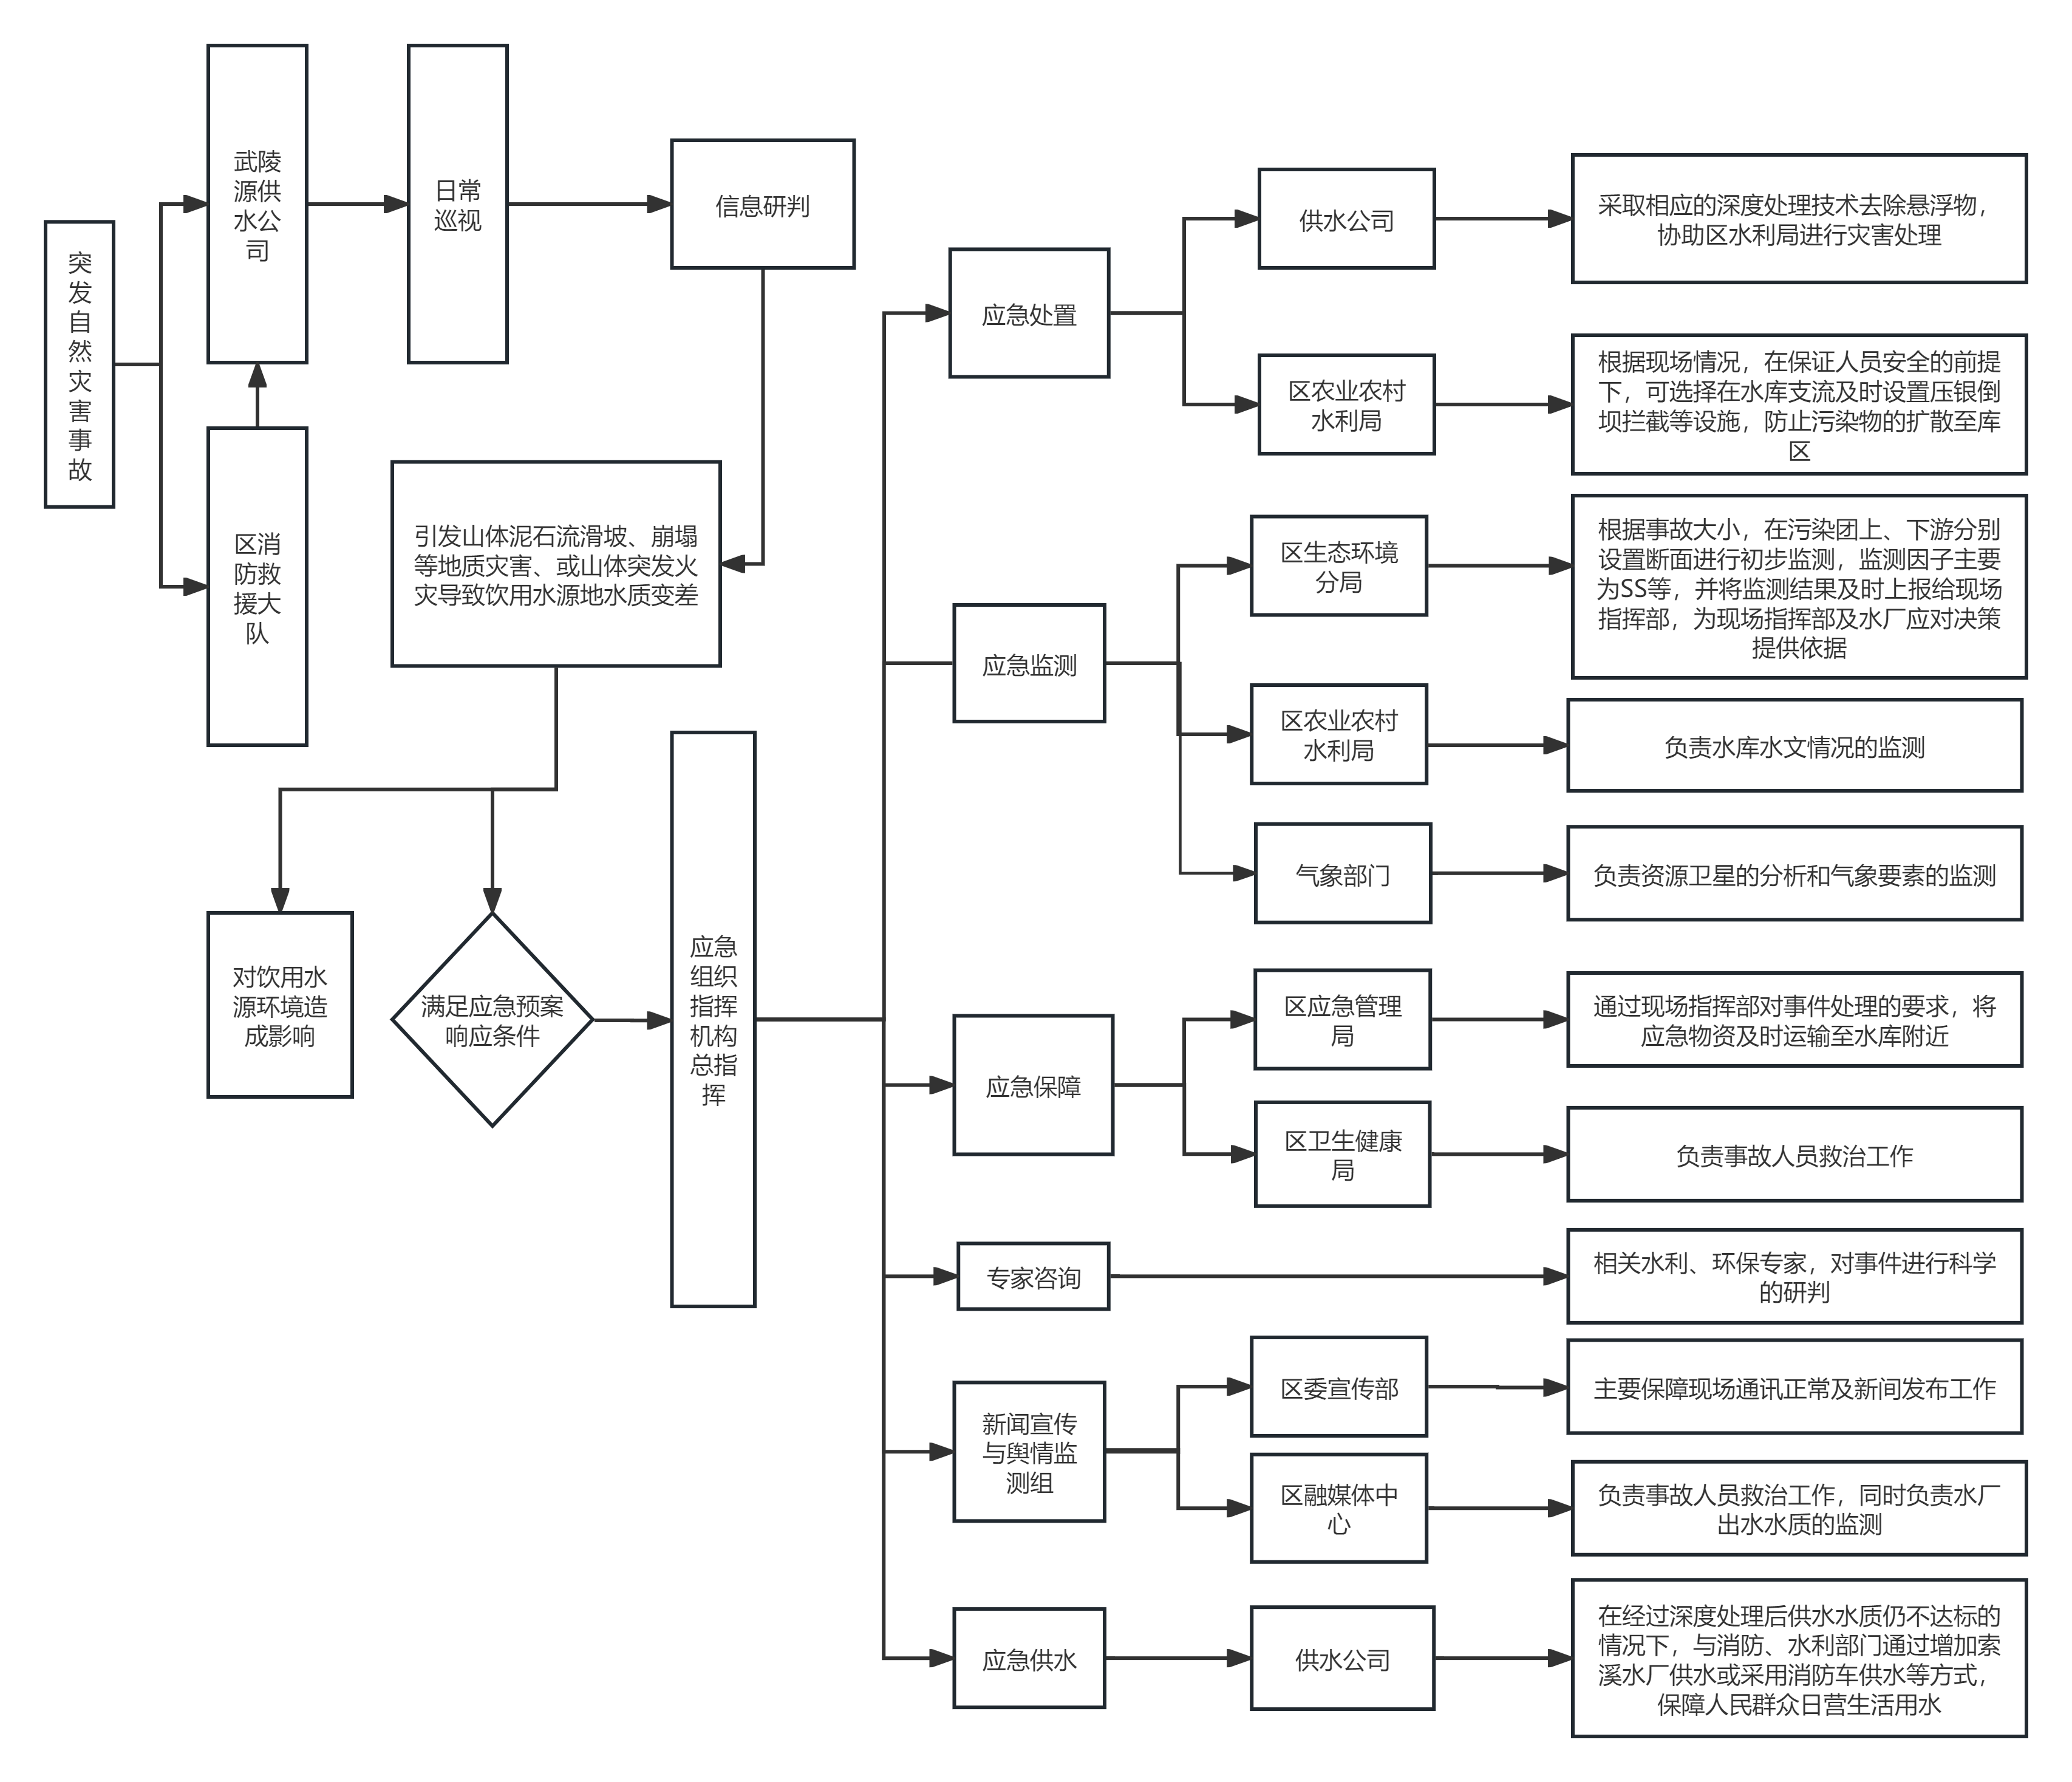 突
发
自
然
灾
害
事
故
武陵
源供
水公
司
区消
防救
援大
队
日常
巡视
信息研判
引发山体泥石流滑坡、崩塌
等地质灾害、或山体突发火
灾导致饮用水源地水质变差
对饮用水
源环境造
成影响
满足应急预案
响应条件
应急
组织
指挥
机构
总指
挥
应急处置
供水公司
采取相应的深度处理技术去除悬浮物，
协助区水利局进行灾害处理
区农业农村
水利局
根据现场情况，在保证人员安全的前提
下，可选择在水库支流及时设置压银倒
坝拦截等设施，防止污染物的扩散至库
区
应急监测
区生态环境
分局
根据事故大小，在污染团上、下游分别
设置断面进行初步监测，监测因子主要
为SS等，并将监测结果及时上报给现场
指挥部，为现场指挥部及水厂应对决策
提供依据
区农业农村
水利局
负责水库水文情况的监测
气象部门
负责资源卫星的分析和气象要素的监测
应急保障
区应急管理
局
通过现场指挥部对事件处理的要求，将
应急物资及时运输至水库附近
区卫生健康
局
负责事故人员救治工作
专家咨询
相关水利、环保专家，对事件进行科学
的研判
新闻宣传
与舆情监
测组
区委宣传部
主要保障现场通讯正常及新间发布工作
区融媒体中
心
负责事故人员救治工作，同时负责水厂
出水水质的监测
应急供水
供水公司
在经过深度处理后供水水质仍不达标的
情况下，与消防、水利部门通过增加索
溪水厂供水或采用消防车供水等方式，
保障人民群众日营生活用水